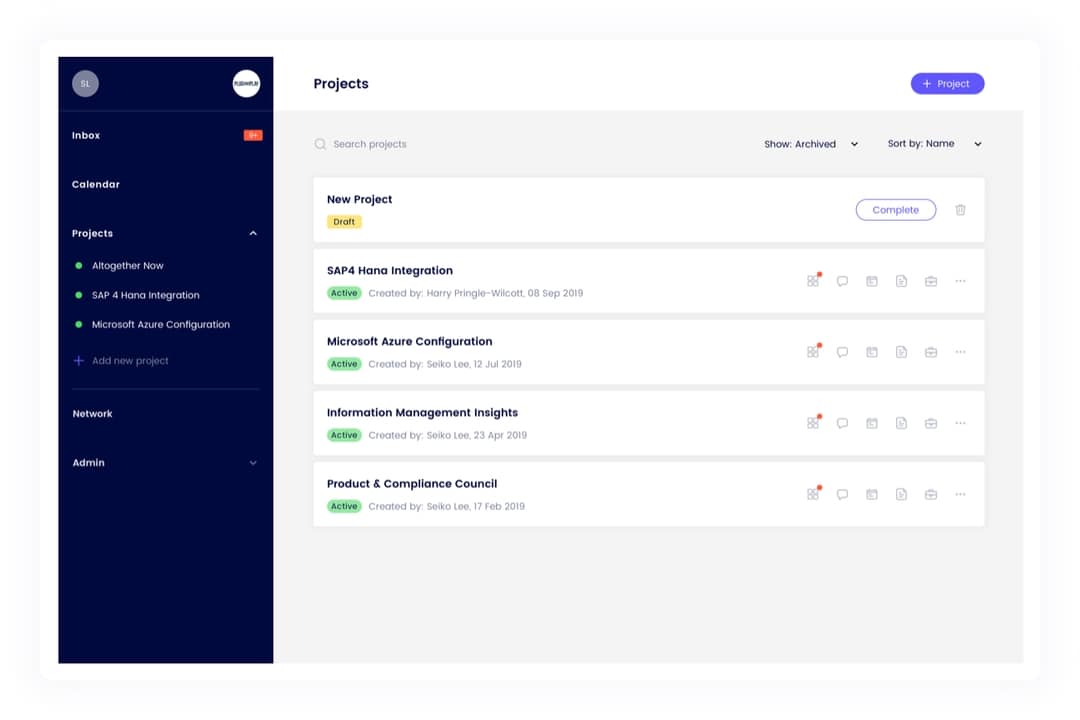 SL
Projects
+ Project
Inbox
9+
Search projects
Show: Archived
Sort by: Name
Calendar
New Project
Draft
Complete
Projects
Altogether Now
SAP 4 Hana Integration
Microsoft Azure Configuration
+ Add new project
Network
Admin
SAP4 Hana Integration
Active Created by: Harry Pringle-Wilcott, 08 Sep 2019
Microsoft Azure Configuration
Active Created by: Seiko Lee, 12 Jul 2019
Information Management Insights
Active Created by: Seiko Lee, 23 Apr 2019
Product & Compliance Council
Active Created by: Seiko Lee, 17 Feb 2019